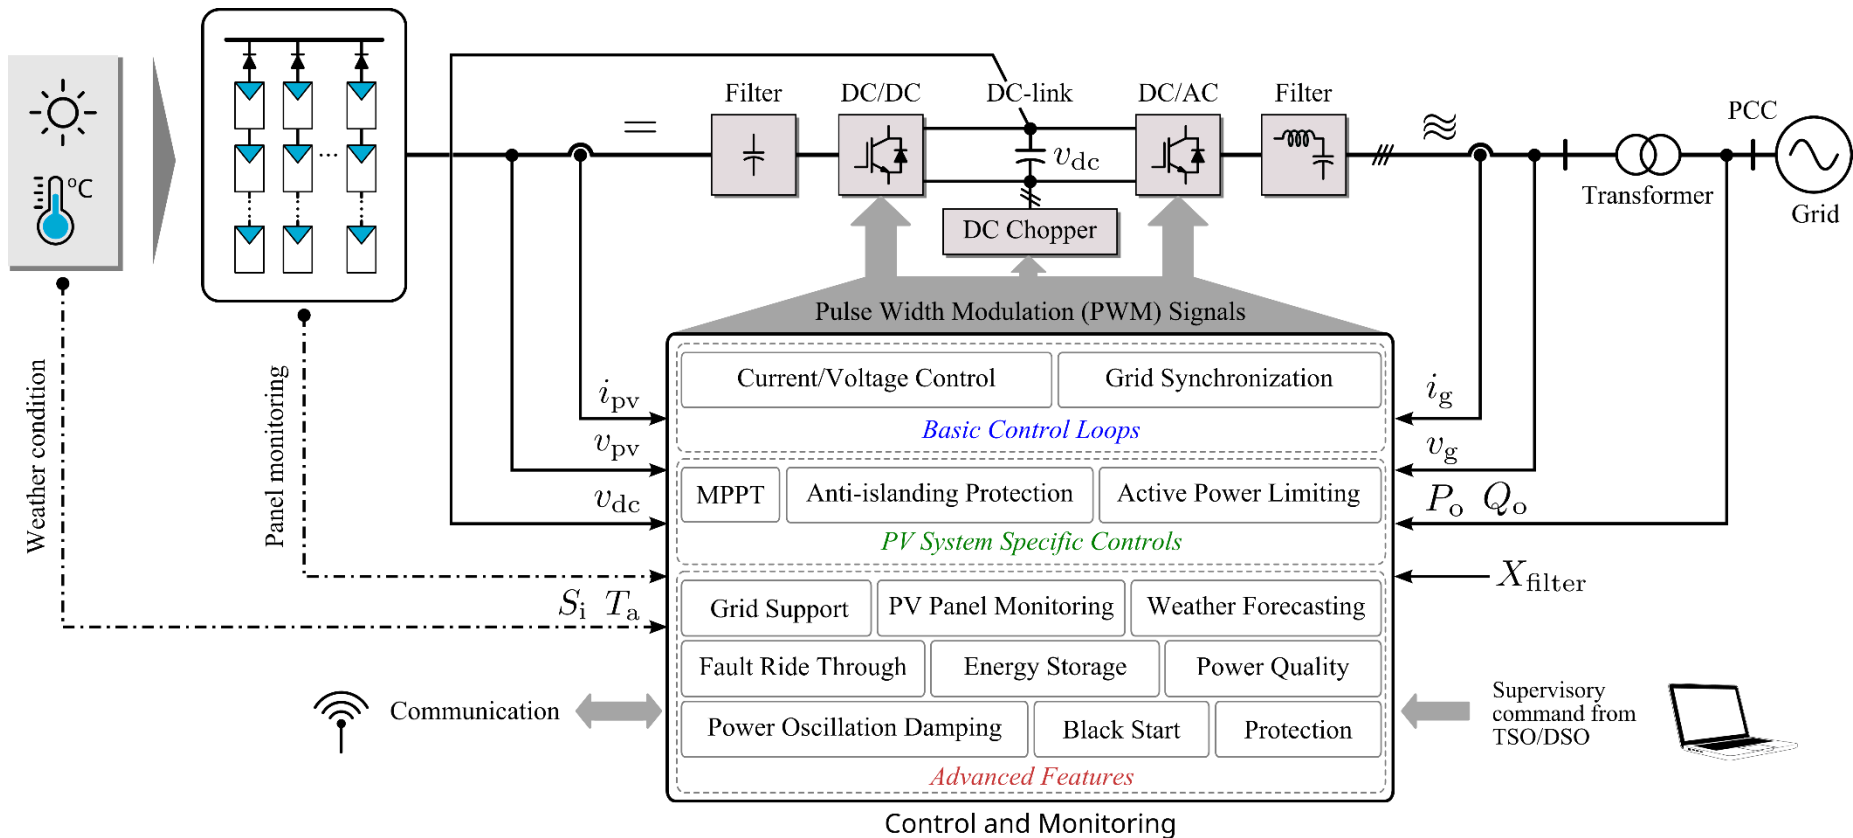 Filter
DC/DC
DC-link
DC/AC
Filter
PCC
=
≋
v_dc
°C
Transformer
Grid
DC Chopper
Pulse Width Modulation (PWM) Signals
Weather condition
Panel monitoring
i_pv
v_pv
v_dc
S_i T_a
Current/Voltage Control
Grid Synchronization
Basic Control Loops
MPPT
Anti-islanding Protection
Active Power Limiting
PV System Specific Controls
Grid Support
PV Panel Monitoring
Weather Forecasting
Fault Ride Through
Energy Storage
Power Quality
Power Oscillation Damping
Black Start
Protection
Advanced Features
i_g
v_g
P_o Q_o
X_filter
Communication
Supervisory
command from
TSO/DSO
Control and Monitoring